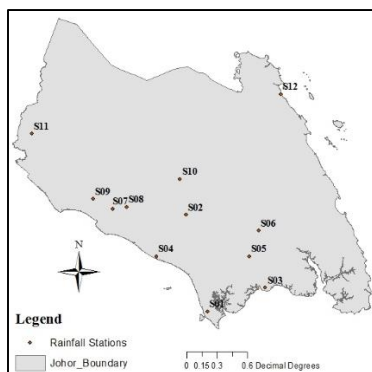 S12
S11
S10
S09
S07 S08
S02
S06
S04
S05
N
S03
S01
Legend
Rainfall Stations
Johor_Boundary
0 0.15 0.3 0.6 Decimal Degrees